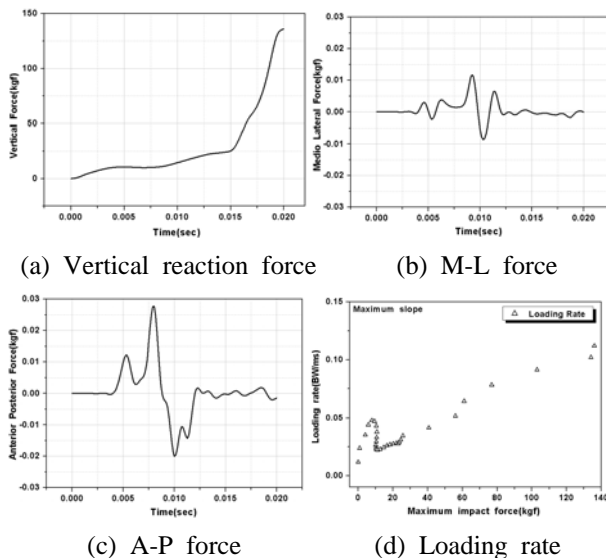 150
100
50
0
Vertical Force(kgf)
0.000 0.005 0.010 0.015 0.020
Time(sec)
(a) Vertical reaction force
0.03
0.02
0.01
0.00
-0.01
-0.02
-0.03
Medio Lateral Force(kgf)
0.000 0.005 0.010 0.015 0.020
Time(sec)
(b) M-L force
0.03
0.02
0.01
0.00
-0.01
-0.02
-0.03
Anterior Posterior Force(kgf)
0.000 0.005 0.010 0.015 0.020
Time(sec)
(c) A-P force
Maximum slope
Loading Rate
0.15
0.10
0.05
0.00
Loading rate(BW/ms)
0 20 40 60 80 100 120 140
Maximum impact force(kgf)
(d) Loading rate